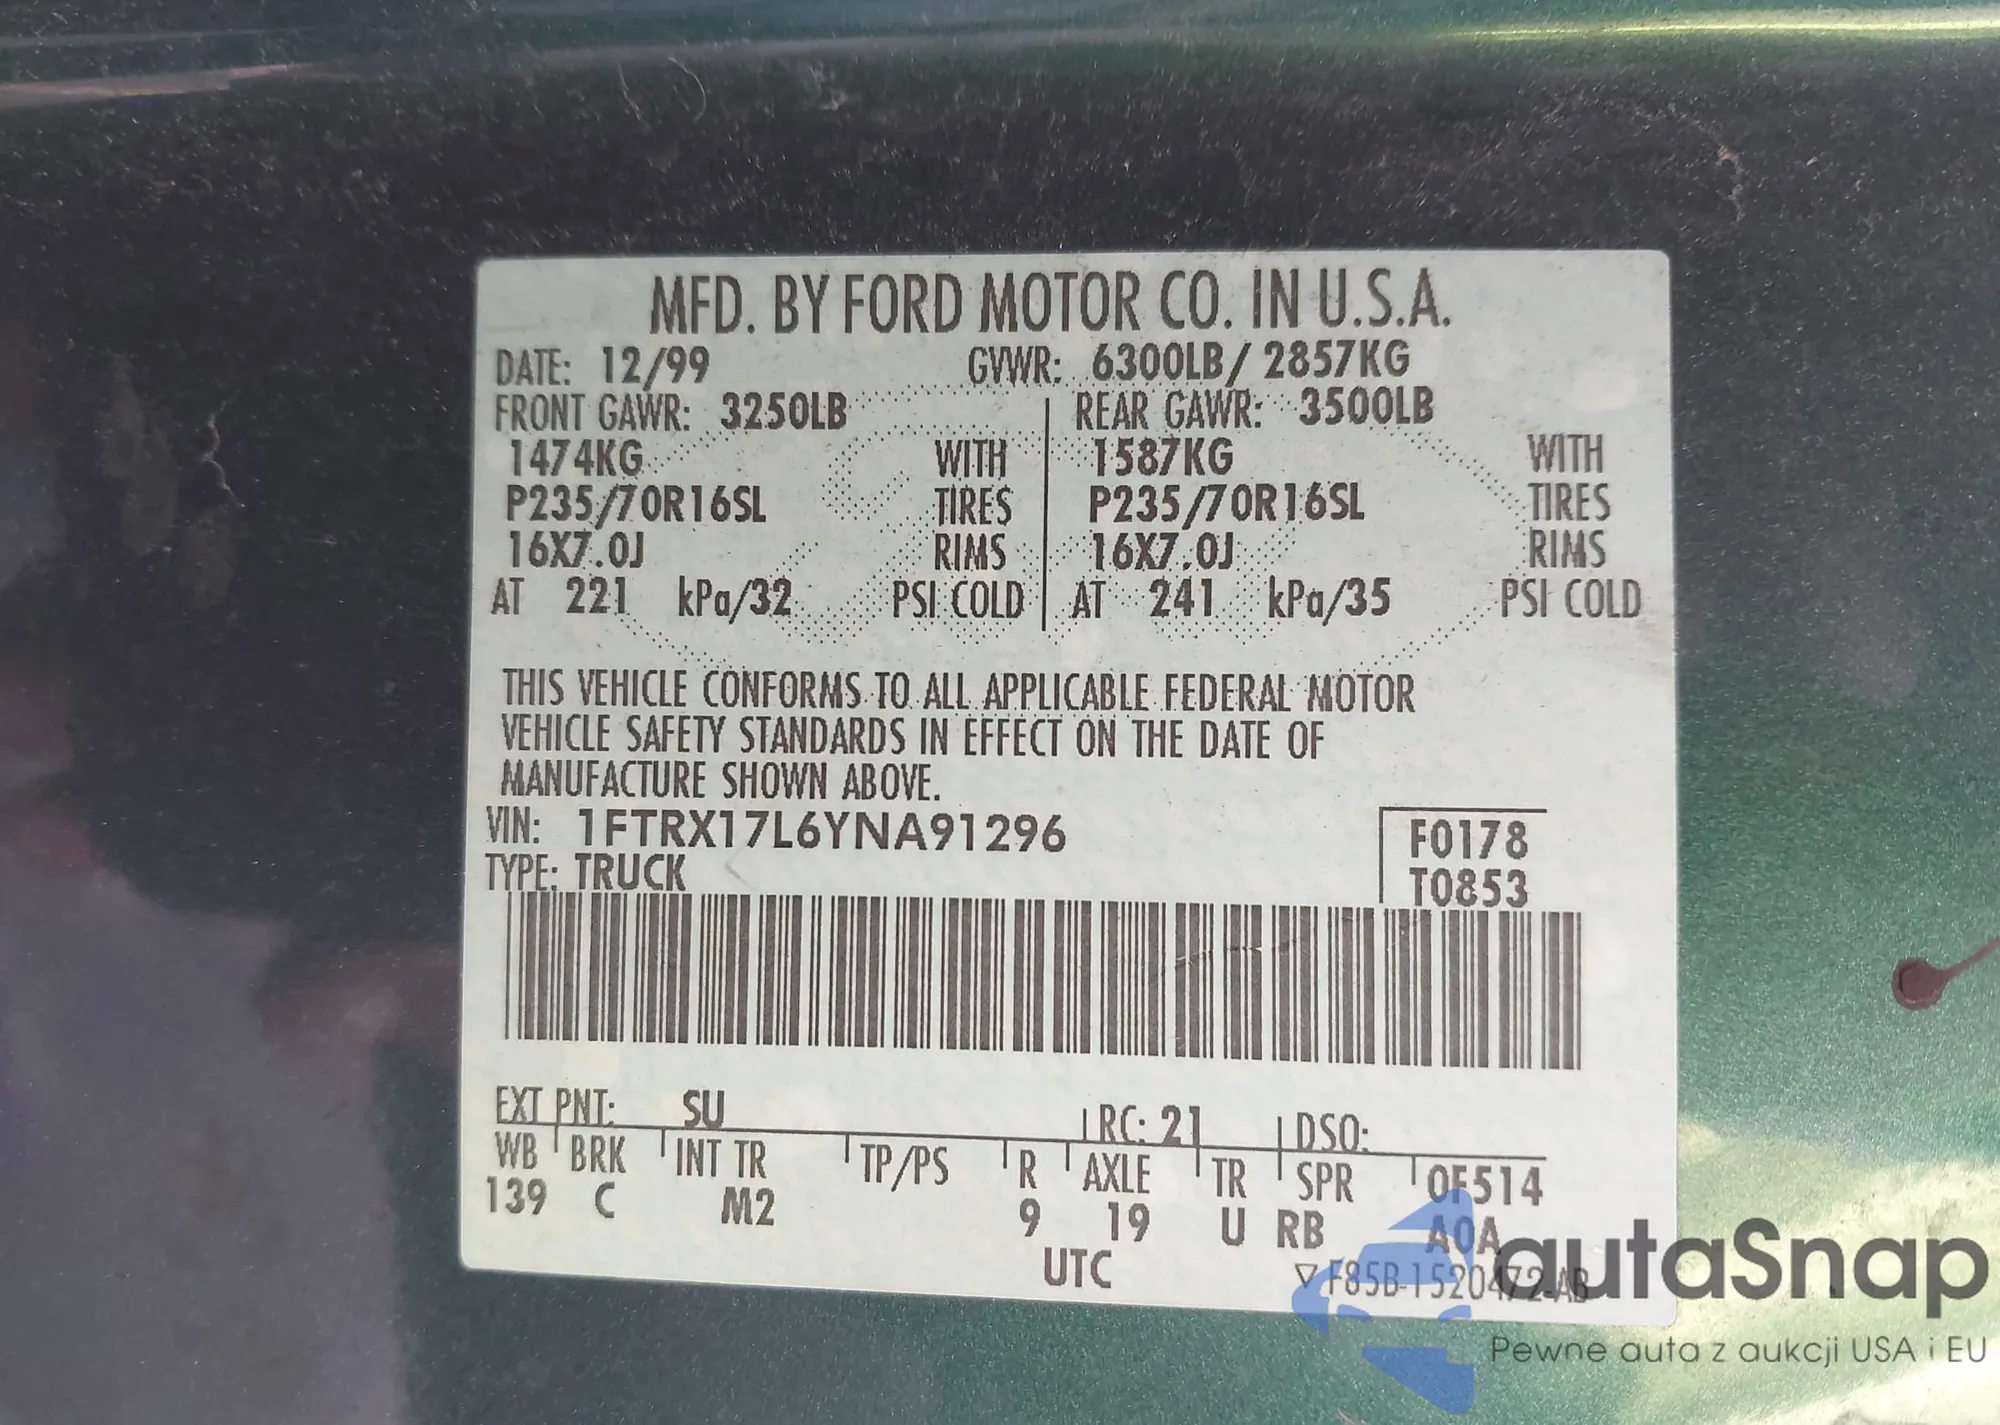 MFD. BY FORD MOTOR CO. IN U.S.A.
DATE: 12/99 GVWR: 6300LB/ 2857KG
FRONT GAWR: 3250LB REAR GAWR: 3500LB
1474KG WITH 1587KG WITH
P235/70R16SL TIRES P235/70R16SL TIRES
16X7.0J RIMS 16X7.0J RIMS
AT 221 kPa/32 PSI COLD AT 241 kPa/35 PSI COLD
THIS VEHICLE CONFORMS TO ALL APPLICABLE FEDERAL MOTOR
VEHICLE SAFETY STANDARDS IN EFFECT ON THE DATE OF
MANUFACTURE SHOWN ABOVE.
VIN: 1FTRX17L6YNA91296 F0178
TYPE: TRUCK T0853
EXT PNT: SU RC: 21 DSO:
WB BRK INT TR TP/PS R AXLE TR SPR 0F514
139 C M2 9 19 U RB A0A
UTC ▽ F85B-1520472-AB
autaSnap
Pewne auta z aukcji USA i EU